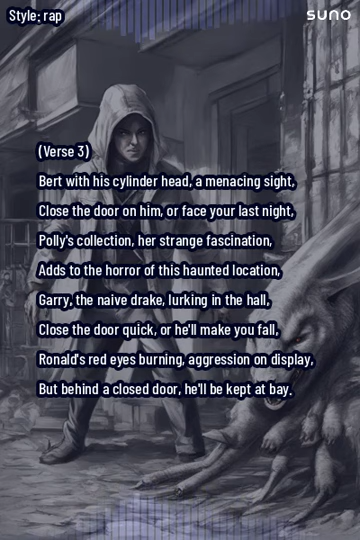 Style: rap
suno
(Verse 3)
Bert with his cylinder head, a menacing sight,
Close the door on him, or face your last night,
Polly's collection, her strange fascination,
Adds to the horror of this haunted location,
Garry, the naive drake, lurking in the hall,
Close the door quick, or he'll make you fall,
Ronald's red eyes burning, aggression on display,
But behind a closed door, he'll be kept at bay.